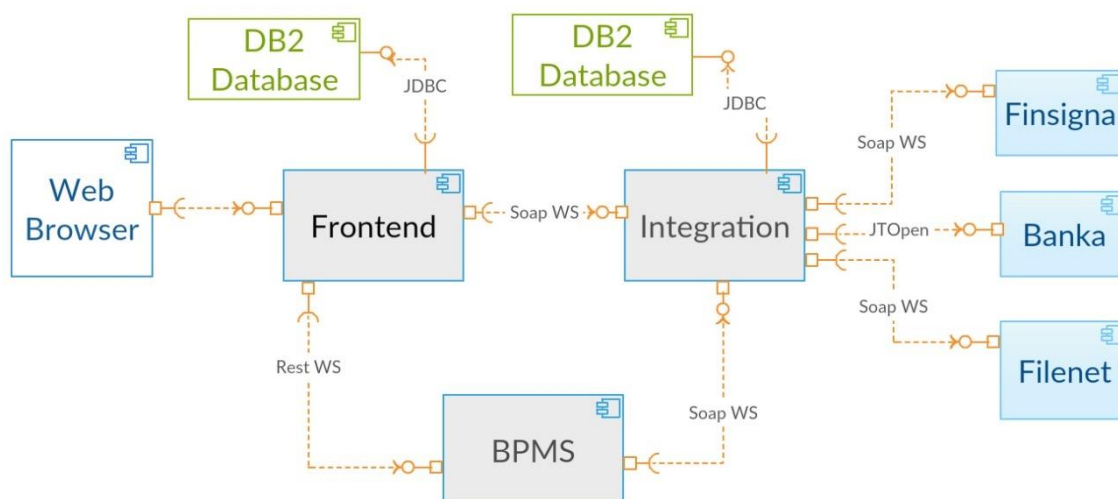 DB2
Database
DB2
Database
JDBC
JDBC
Finsigna
Soap WS
Web
Browser
Frontend
Soap WS
Integration
JTOpen
Banka
Soap WS
Rest WS
Filenet
Soap WS
BPMS